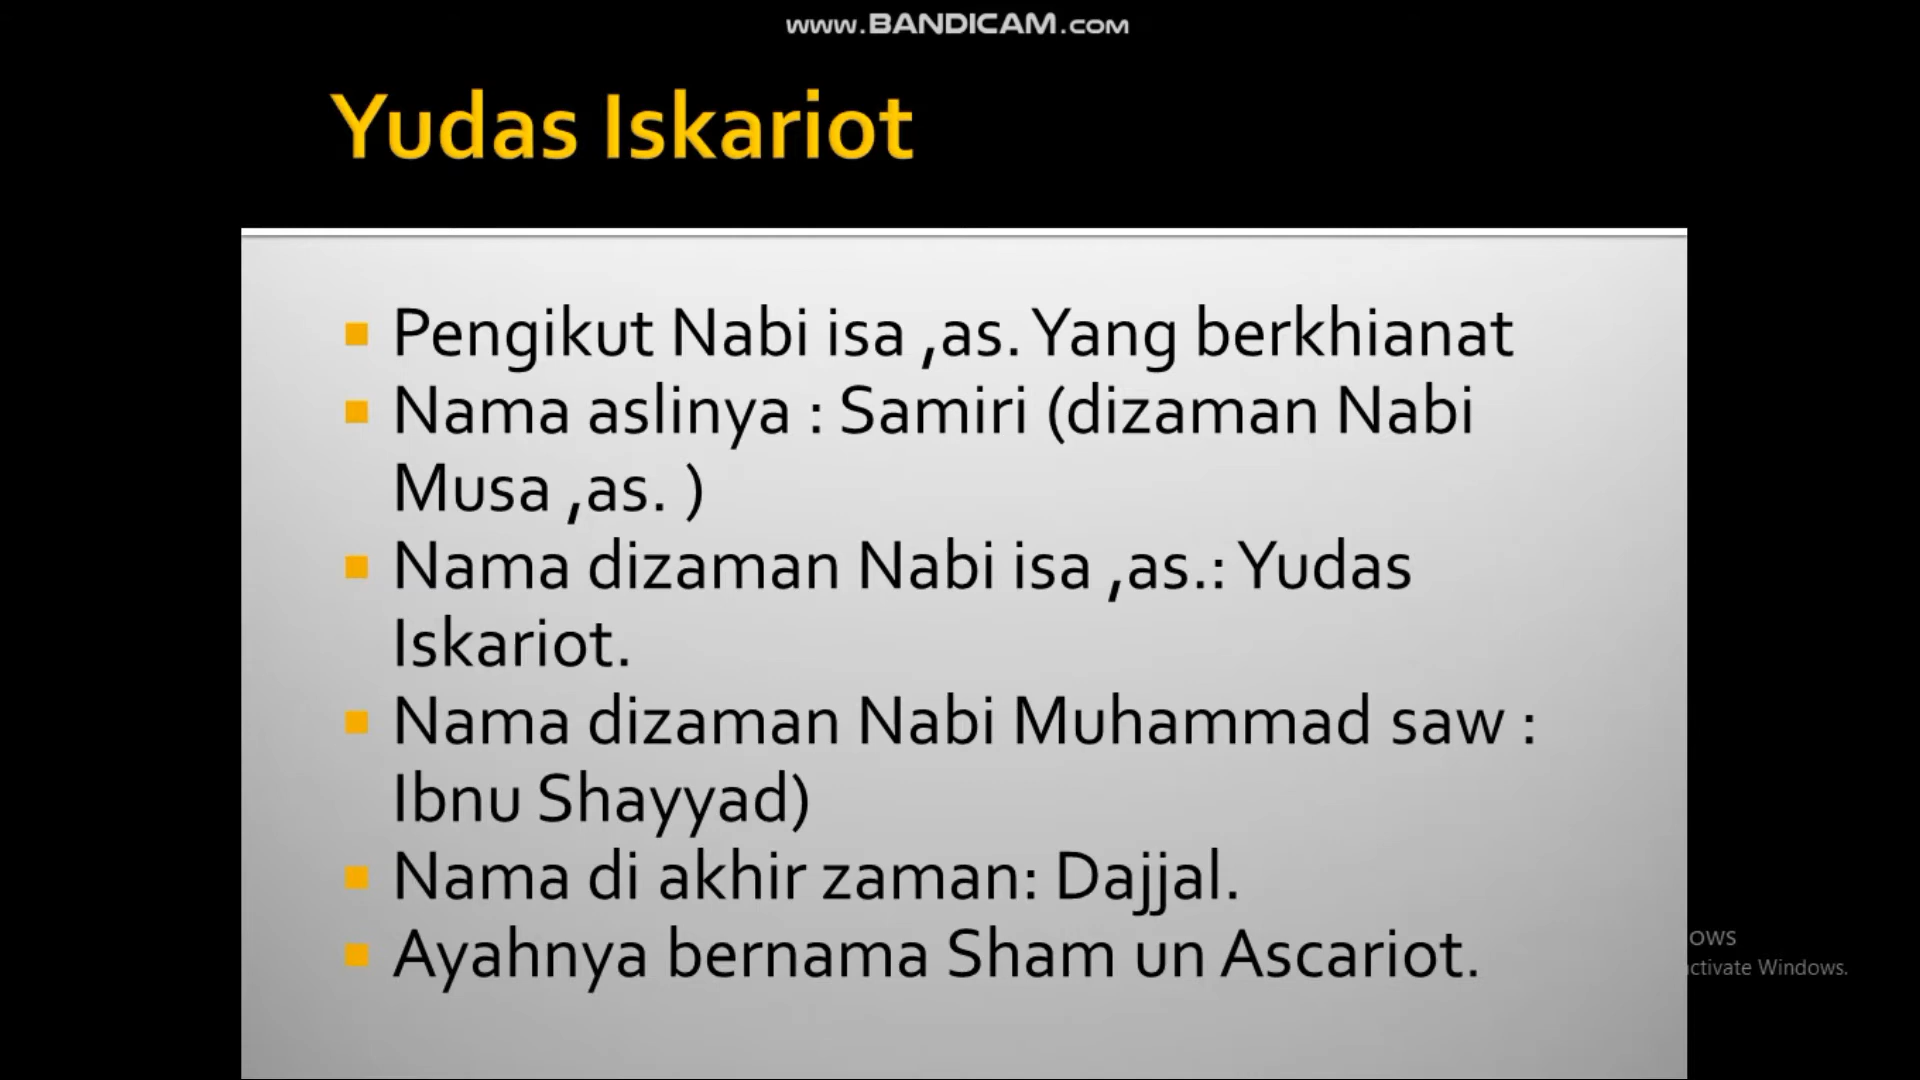 www.BANDICAM.com
Yudas Iskariot
Pengikut Nabi isa ,as. Yang berkhianat
Nama aslinya : Samiri (dizaman Nabi
Musa ,as. )
Nama dizaman Nabi isa ,as.: Yudas
Iskariot.
Nama dizaman Nabi Muhammad saw :
Ibnu Shayyad)
Nama di akhir zaman: Dajjal.
Ayahnya bernama Sham un Ascariot.
ows
ctivate Windows.